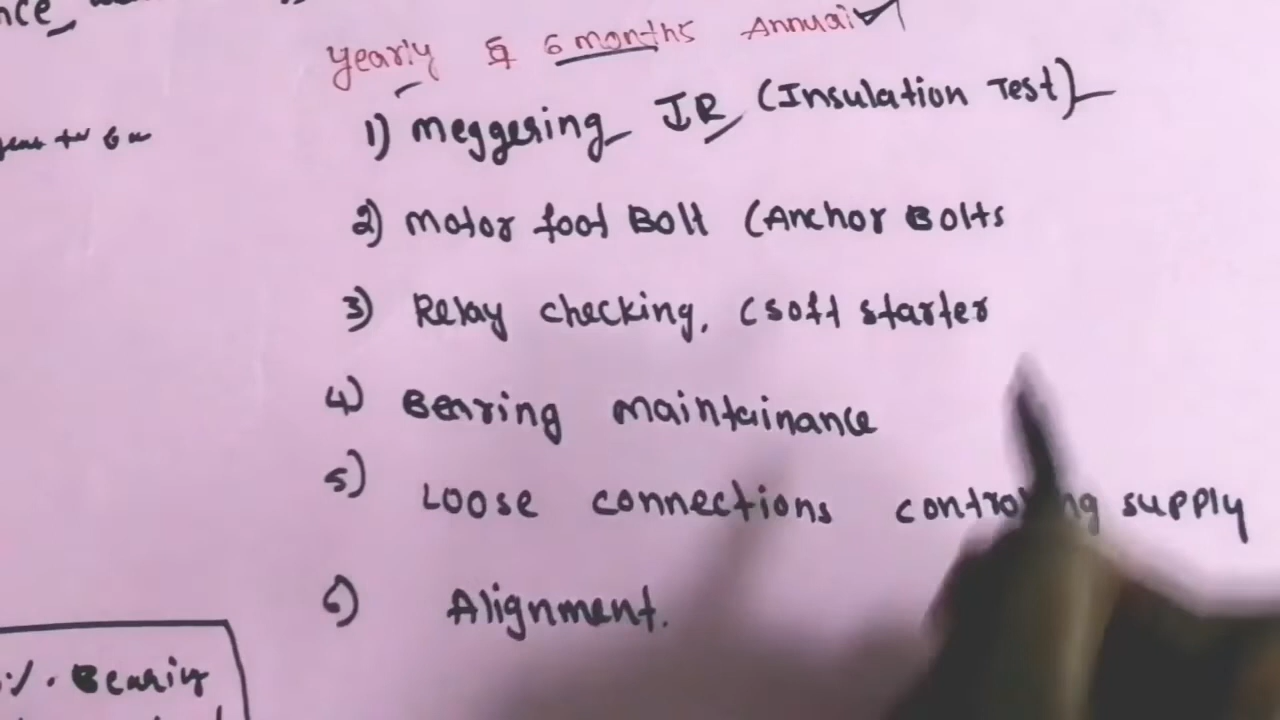 nce
Yearly & 6 months Annual
1) Meggering IR (Insulation Test)
2) Motor foot Bolt (Anchor Bolts
3) Relay checking, (soft starter
4) Bearing maintainance
5) Loose connections supply
6) Alignment.
%. Bearing